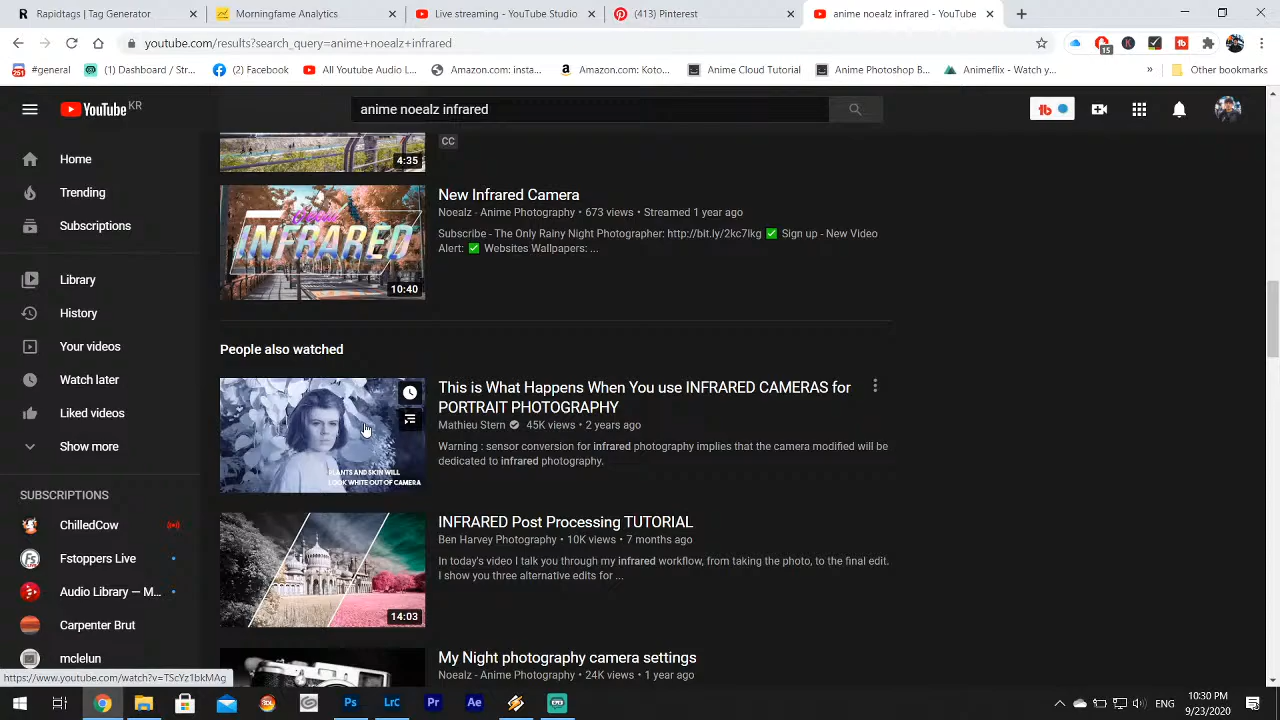 Rapidtags | Dashboard
Morningfame Analytics
Live streaming - YouTube Studio
(413) Pinterest
anime noealz infrared - YouTube
youtube.com/results?search_query=anime+noealz+infrared
15
251 #general
(1) Dashboard / Str...
(2) Facebook
All Youtube Audio L...
Amazon.com: insta...
Amazon.com: Koto...
Anime Cloud Tutorial
Anime Photoshop B...
Animeflix - Watch y...
»
Other bookmarks
YouTube KR
anime noealz infrared
Home
Trending
Subscriptions
Library
History
Your videos
Watch later
Liked videos
Show more
SUBSCRIPTIONS
ChilledCow
Fstoppers Live
Audio Library — M...
Carpenter Brut
mclelun
4:35
CC
INFRARED
10:40
New Infrared Camera
Noealz - Anime Photography • 673 views • Streamed 1 year ago
Subscribe - The Only Rainy Night Photographer: http://bit.ly/2kc7lkg ✅ Sign up - New Video
Alert: ✅ Websites Wallpapers: ...
People also watched
PLANTS AND SKIN WILL
LOOK WHITE OUT OF CAMERA
This is What Happens When You use INFRARED CAMERAS for
PORTRAIT PHOTOGRAPHY
Mathieu Stern • 45K views • 2 years ago
Warning : sensor conversion for infrared photography implies that the camera modified will be
dedicated to infrared photography.
14:03
INFRARED Post Processing TUTORIAL
Ben Harvey Photography • 10K views • 7 months ago
In today's video I talk you through my infrared workflow, from taking the photo, to the final edit.
I show you three alternative edits for ...
My Night photography camera settings
Noealz - Anime Photography • 24K views • 1 year ago
https://www.youtube.com/watch?v=TScYz1bkMAg
Ps
Lrc
Pr
Ae
10:30 PM
9/23/2020